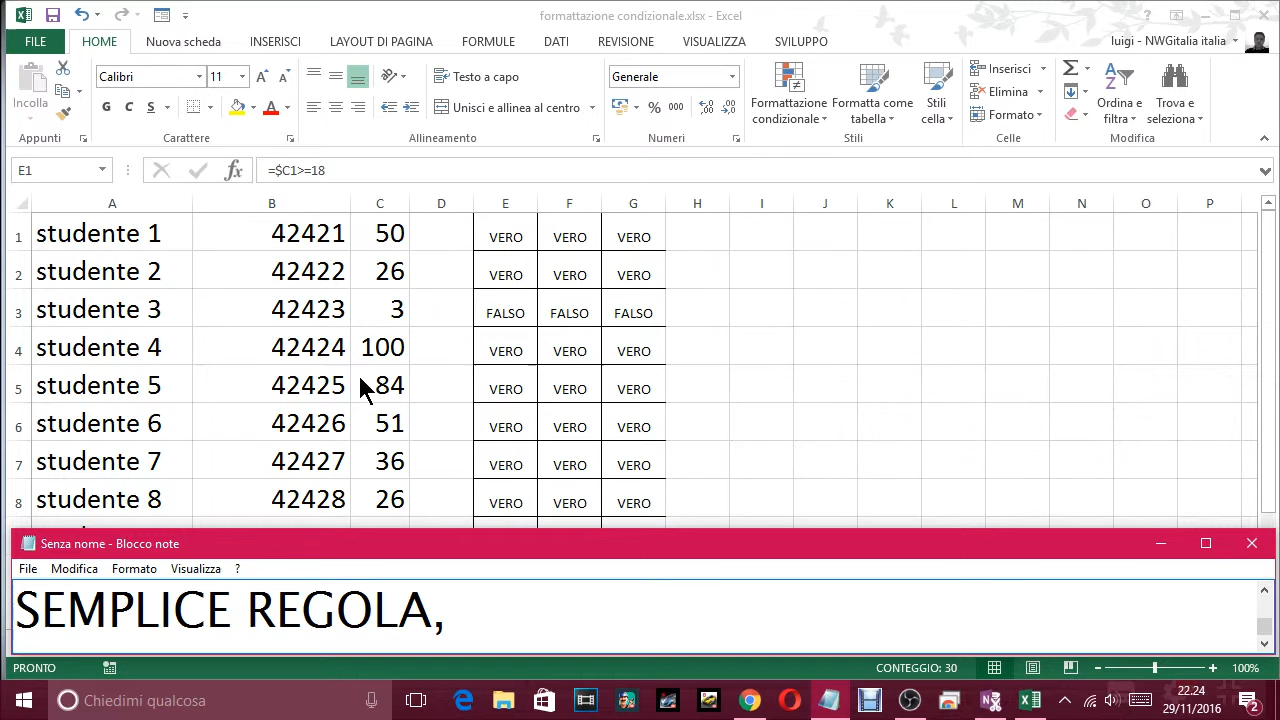 formattazione condizionale.xlsx - Excel
?
FILE HOME Nuova scheda INSERISCI LAYOUT DI PAGINA FORMULE DATI REVISIONE VISUALIZZA SVILUPPO luigi - NWGitalia italia
Incolla
Calibri 11
G C S
Testo a capo
Unisci e allinea al centro
Generale
% 000
Formattazione condizionale
Formatta come tabella
Stili cella
Inserisci
Elimina
Formato
Ordina e filtra
Trova e seleziona
Appunti Carattere Allineamento Numeri Stili Celle Modifica
E1 fx =$C1>=18
A B C D E F G H I J K L M N O P
1 studente 1 42421 50 VERO VERO VERO
2 studente 2 42422 26 VERO VERO VERO
3 studente 3 42423 3 FALSO FALSO FALSO
4 studente 4 42424 100 VERO VERO VERO
5 studente 5 42425 84 VERO VERO VERO
6 studente 6 42426 51 VERO VERO VERO
7 studente 7 42427 36 VERO VERO VERO
8 studente 8 42428 26 VERO VERO VERO
Senza nome - Blocco note
File Modifica Formato Visualizza ?
SEMPLICE REGOLA,
PRONTO CONTEGGIO: 30 100%
Chiedimi qualcosa
22.24
29/11/2016
2